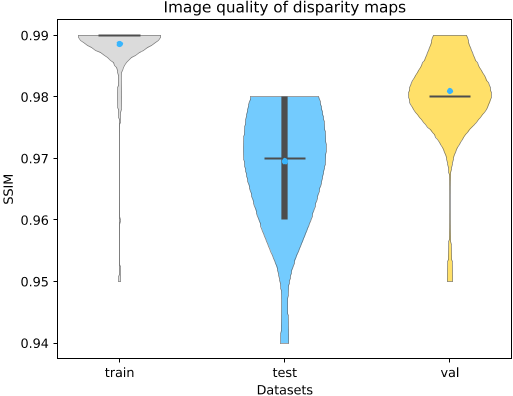 Image quality of disparity maps
0.99
0.98
0.97
0.96
0.95
0.94
SSIM
train
test
val
Datasets